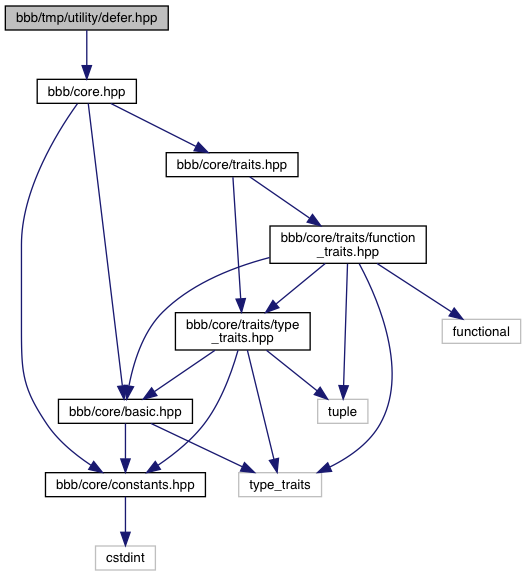 bbb/tmp/utility/defer.hpp
bbb/core.hpp
bbb/core/traits.hpp
bbb/core/traits/function
_traits.hpp
bbb/core/traits/type
_traits.hpp
functional
bbb/core/basic.hpp
tuple
bbb/core/constants.hpp
type_traits
cstdint